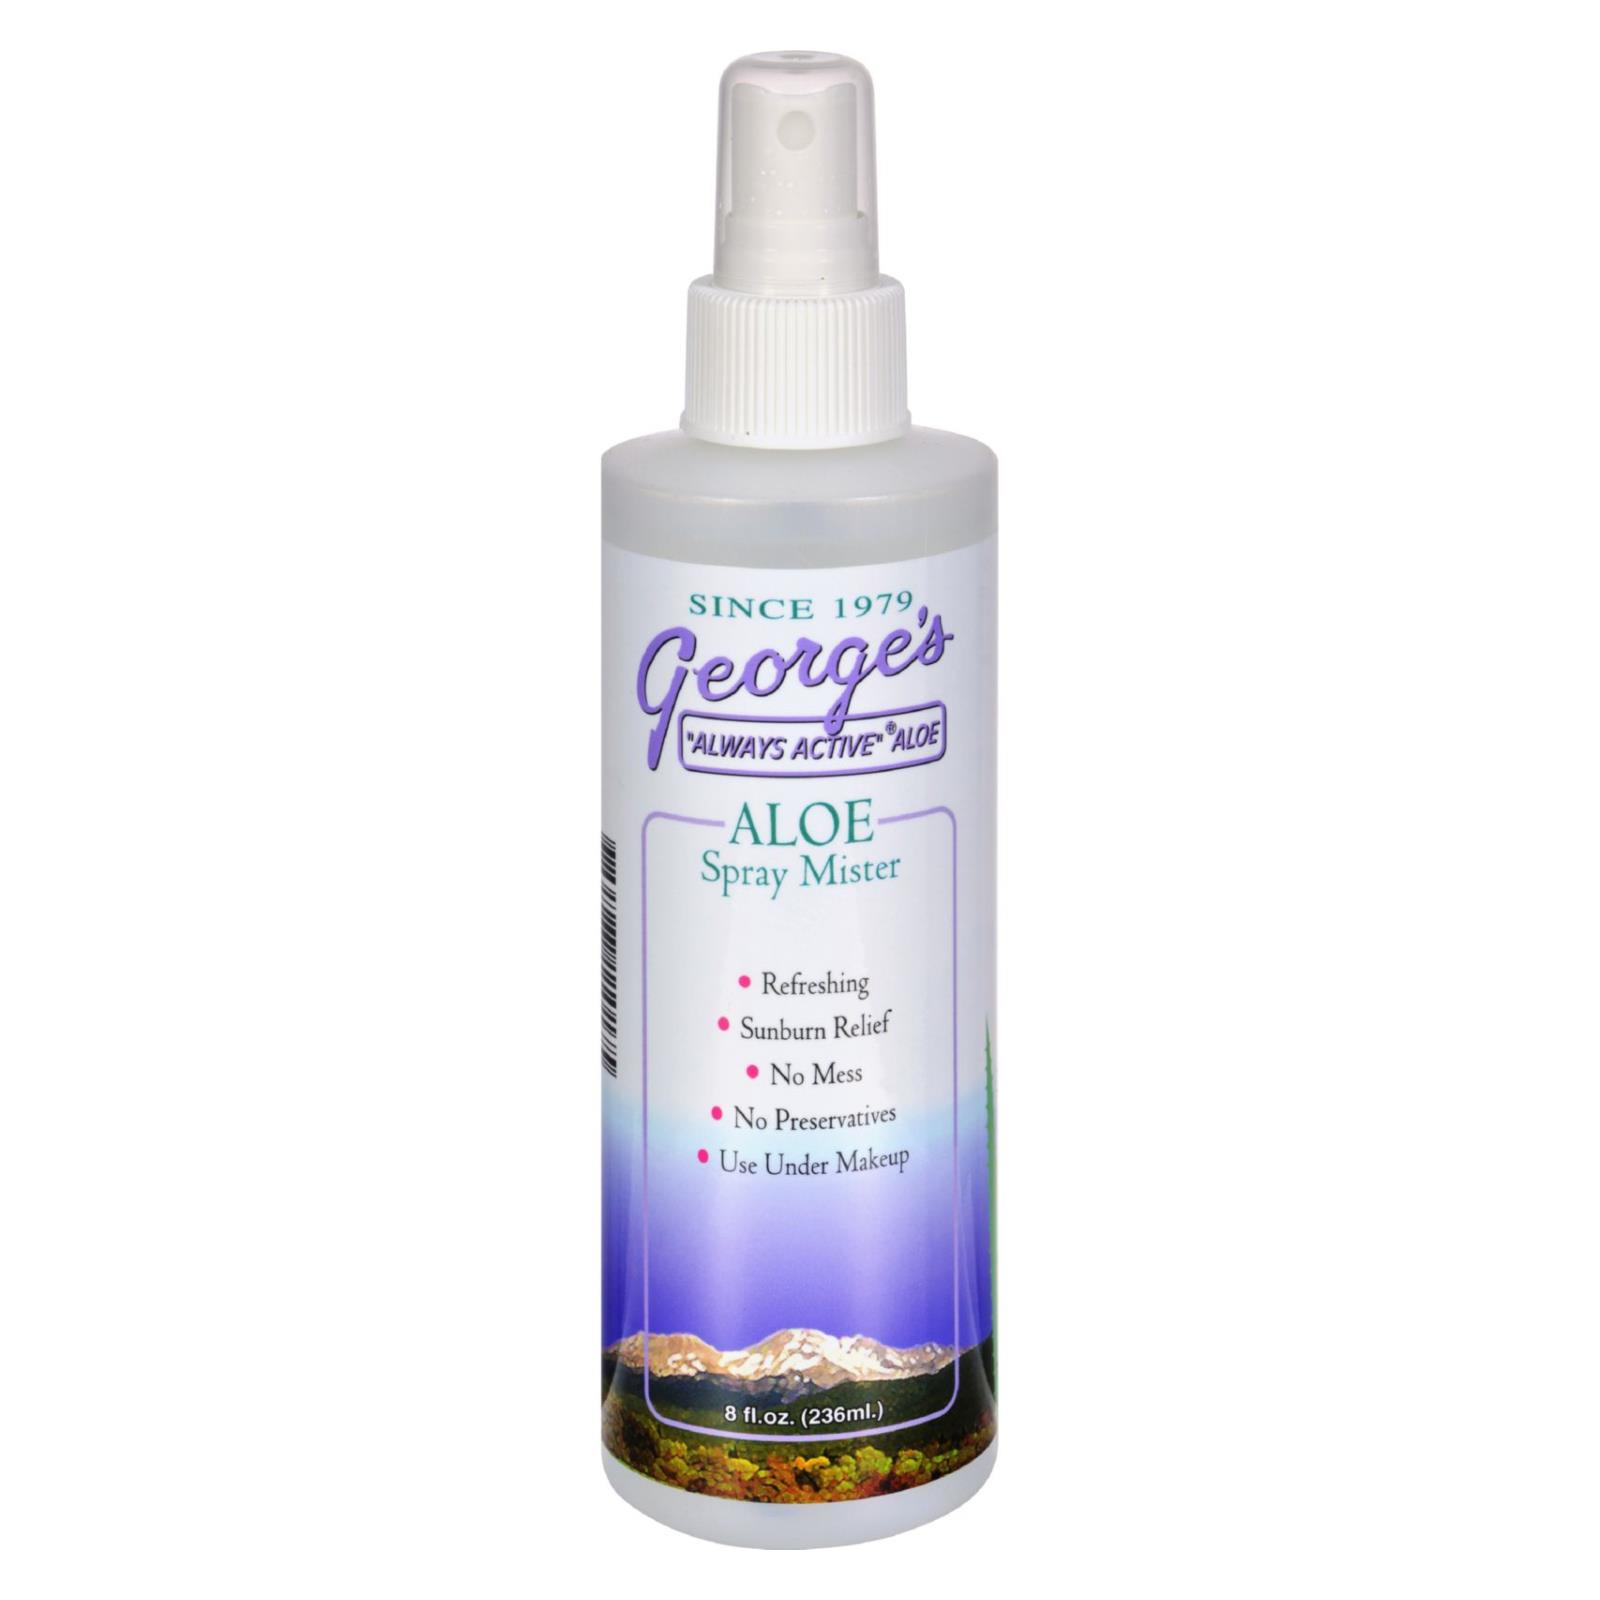 SINCE 1979
George's
"ALWAYS ACTIVE"® ALOE
ALOE
Spray Mister
• Refreshing
• Sunburn Relief
• No Mess
• No Preservatives
• Use Under Makeup
8 fl.oz. (236ml.)